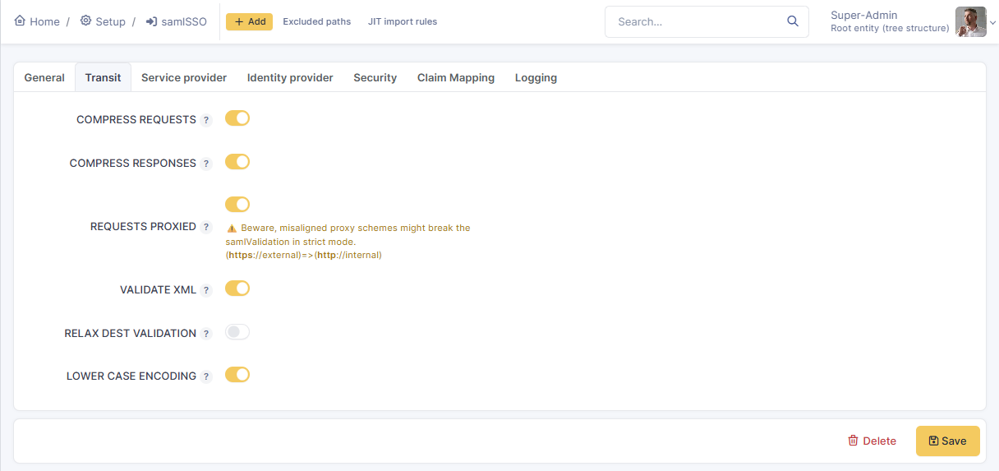 Home / Setup / samlSSO + Add Excluded paths JIT import rules Search... Super-Admin
Root entity (tree structure)
General Transit Service provider Identity provider Security Claim Mapping Logging
COMPRESS REQUESTS ?
COMPRESS RESPONSES ?
REQUESTS PROXIED ?
⚠ Beware, misaligned proxy schemes might break the
samlValidation in strict mode.
(https://external)=>(http://internal)
VALIDATE XML ?
RELAX DEST VALIDATION ?
LOWER CASE ENCODING ?
Delete Save